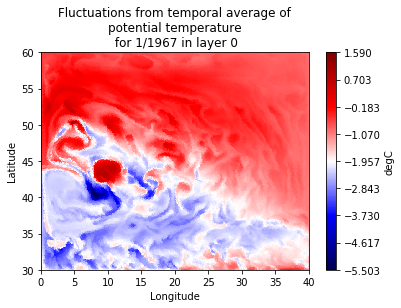 Fluctuations from temporal average of
potential temperature
for 1/1967 in layer 0
60
55
50
45
40
35
30
Latitude
0 5 10 15 20 25 30 35 40
Longitude
1.590
0.703
−0.183
−1.070
−1.957
−2.843
−3.730
−4.617
−5.503
degC